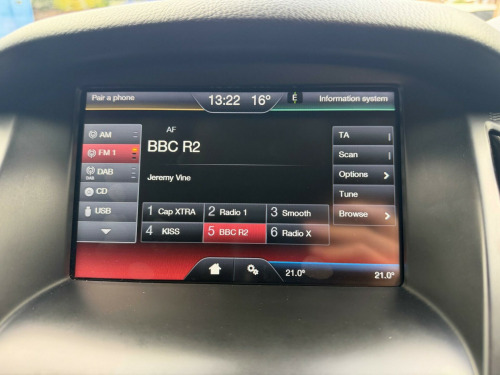 Pair a phone
13:22 16°
Information system
AM
FM 1
DAB
DAB
CD
USB
AF
BBC R2
Jeremy Vine
1 Cap XTRA
2 Radio 1
3 Smooth
4 KISS
5 BBC R2
6 Radio X
TA
Scan
Options
Tune
Browse
21.0°
21.0°